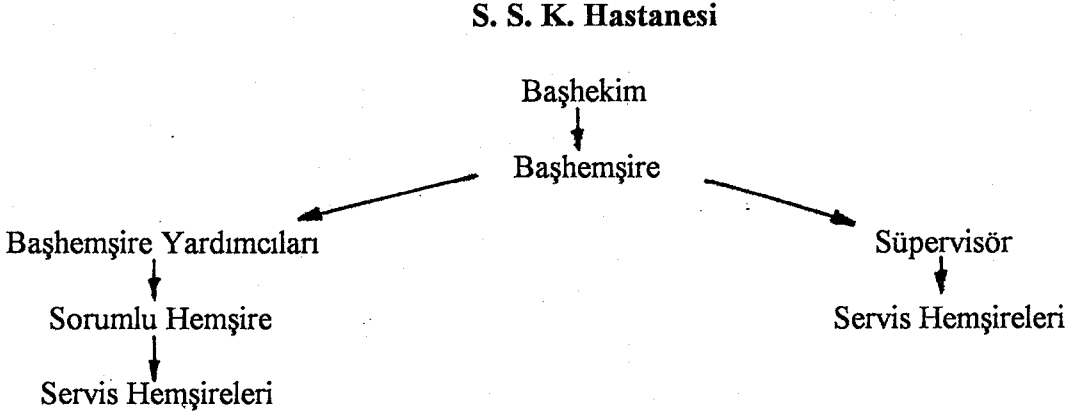 S. S. K. Hastanesi
Başhekim
Başhemşire
Başhemşire Yardımcıları
Süpervisör
Sorumlu Hemşire
Servis Hemşireleri
Servis Hemşireleri